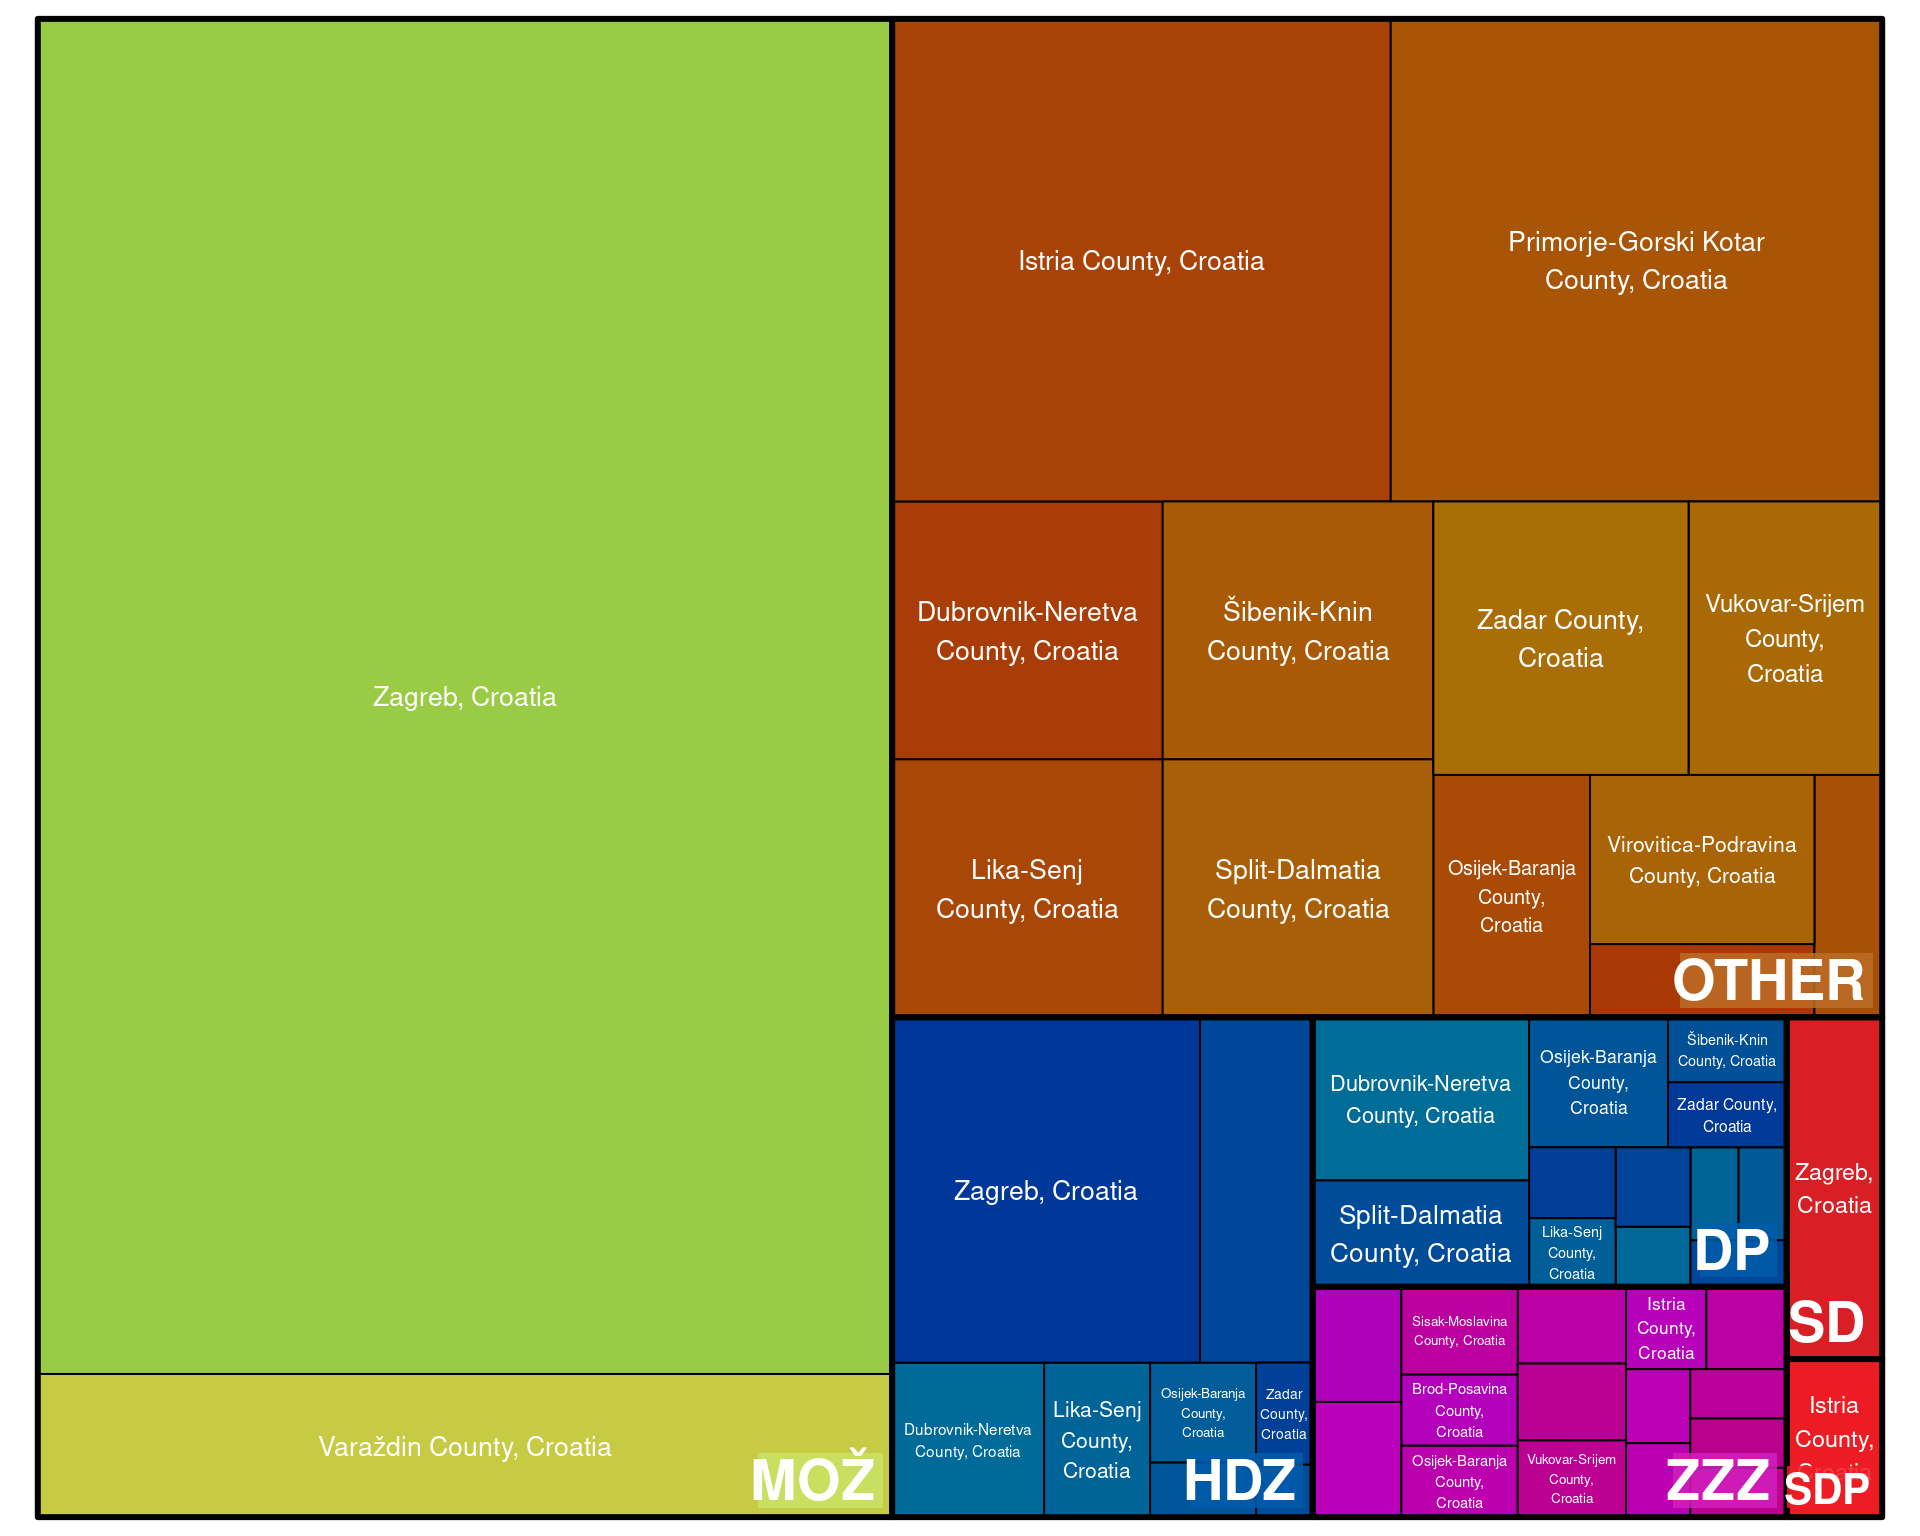 Zagreb, Croatia
Varaždin County, Croatia
MOŽ
Istria County, Croatia
Primorje-Gorski Kotar
County, Croatia
Dubrovnik-Neretva
County, Croatia
Šibenik-Knin
County, Croatia
Zadar County,
Croatia
Vukovar-Srijem
County,
Croatia
Lika-Senj
County, Croatia
Split-Dalmatia
County, Croatia
Osijek-Baranja
County,
Croatia
Virovitica-Podravina
County, Croatia
OTHER
Zagreb, Croatia
Dubrovnik-Neretva
County, Croatia
Lika-Senj
County,
Croatia
Osijek-Baranja
County,
Croatia
Zadar
County,
Croatia
HDZ
Dubrovnik-Neretva
County, Croatia
Split-Dalmatia
County, Croatia
Osijek-Baranja
County,
Croatia
Šibenik-Knin
County, Croatia
Zadar County,
Croatia
Lika-Senj
County,
Croatia
DP
Sisak-Moslavina
County, Croatia
Brod-Posavina
County,
Croatia
Osijek-Baranja
County,
Croatia
Vukovar-Srijem
County,
Croatia
Istria
County,
Croatia
ZZZ
Zagreb,
Croatia
SD
Istria
County,
Croatia
SDP